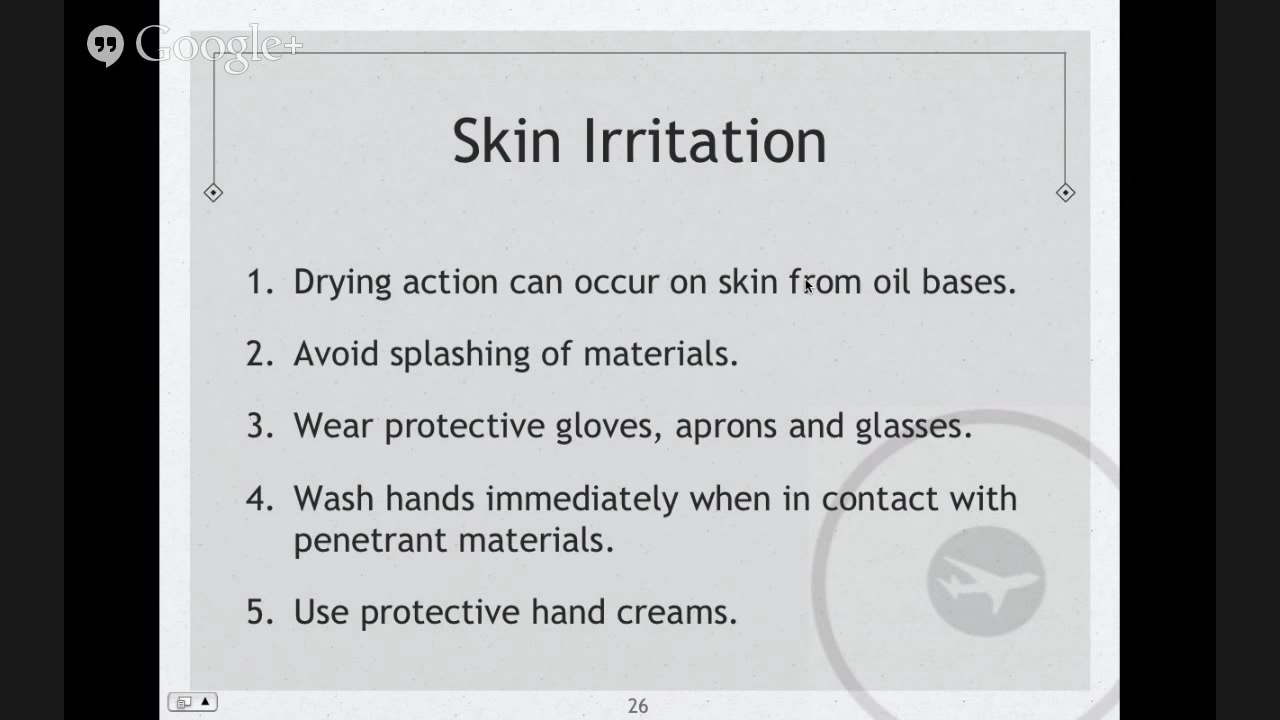 Google+
Skin Irritation
1. Drying action can occur on skin from oil bases.
2. Avoid splashing of materials.
3. Wear protective gloves, aprons and glasses.
4. Wash hands immediately when in contact with
penetrant materials.
5. Use protective hand creams.
26